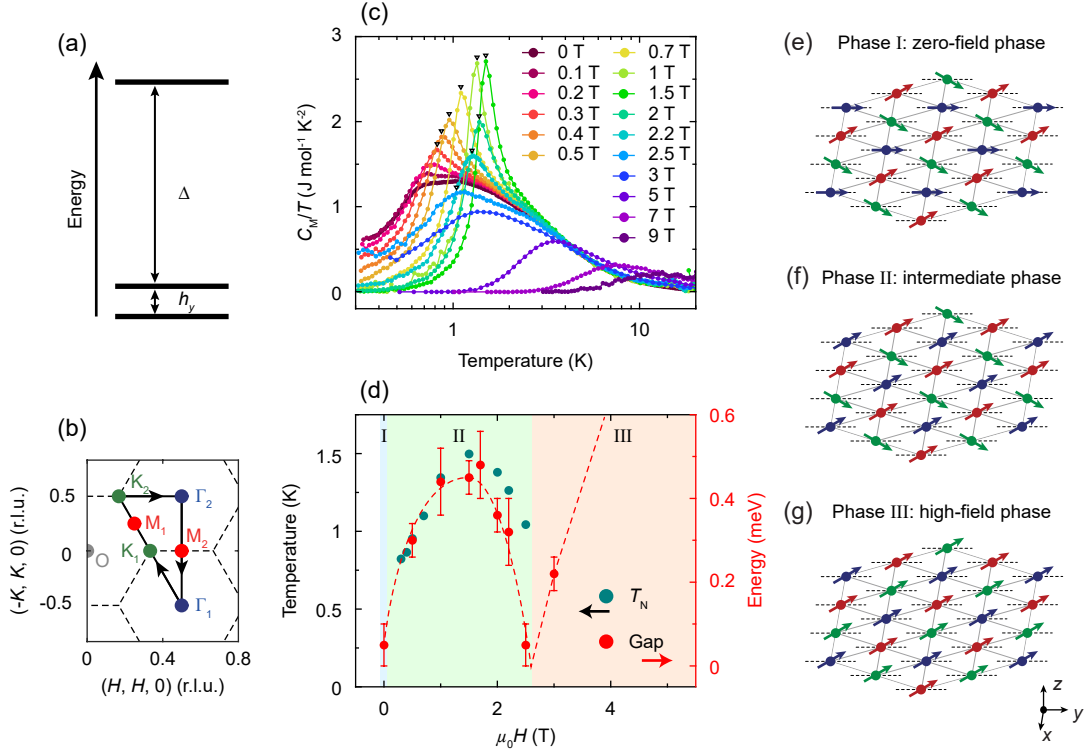 (a)
Energy
Δ
h_y
(b)
(-K, K, 0) (r.l.u.)
0.5
0
-0.5
K₂
Γ₂
M₁
M₂
K₁
O
Γ₁
0
0.8
(H, H, 0) (r.l.u.)
(c)
C_M/T (J mol⁻¹ K⁻²)
3
2
1
0
0 T
0.1 T
0.2 T
0.3 T
0.4 T
0.5 T
0.7 T
1 T
1.5 T
2 T
2.2 T
2.5 T
3 T
5 T
7 T
9 T
1
10
Temperature (K)
(d)
Temperature (K)
1.5
0.75
0
I
II
III
T_N
Gap
0.6
0.4
0.2
0
Energy (meV)
0
2
4
μ₀H (T)
(e)
Phase I: zero-field phase
(f)
Phase II: intermediate phase
(g)
Phase III: high-field phase
z
y
x